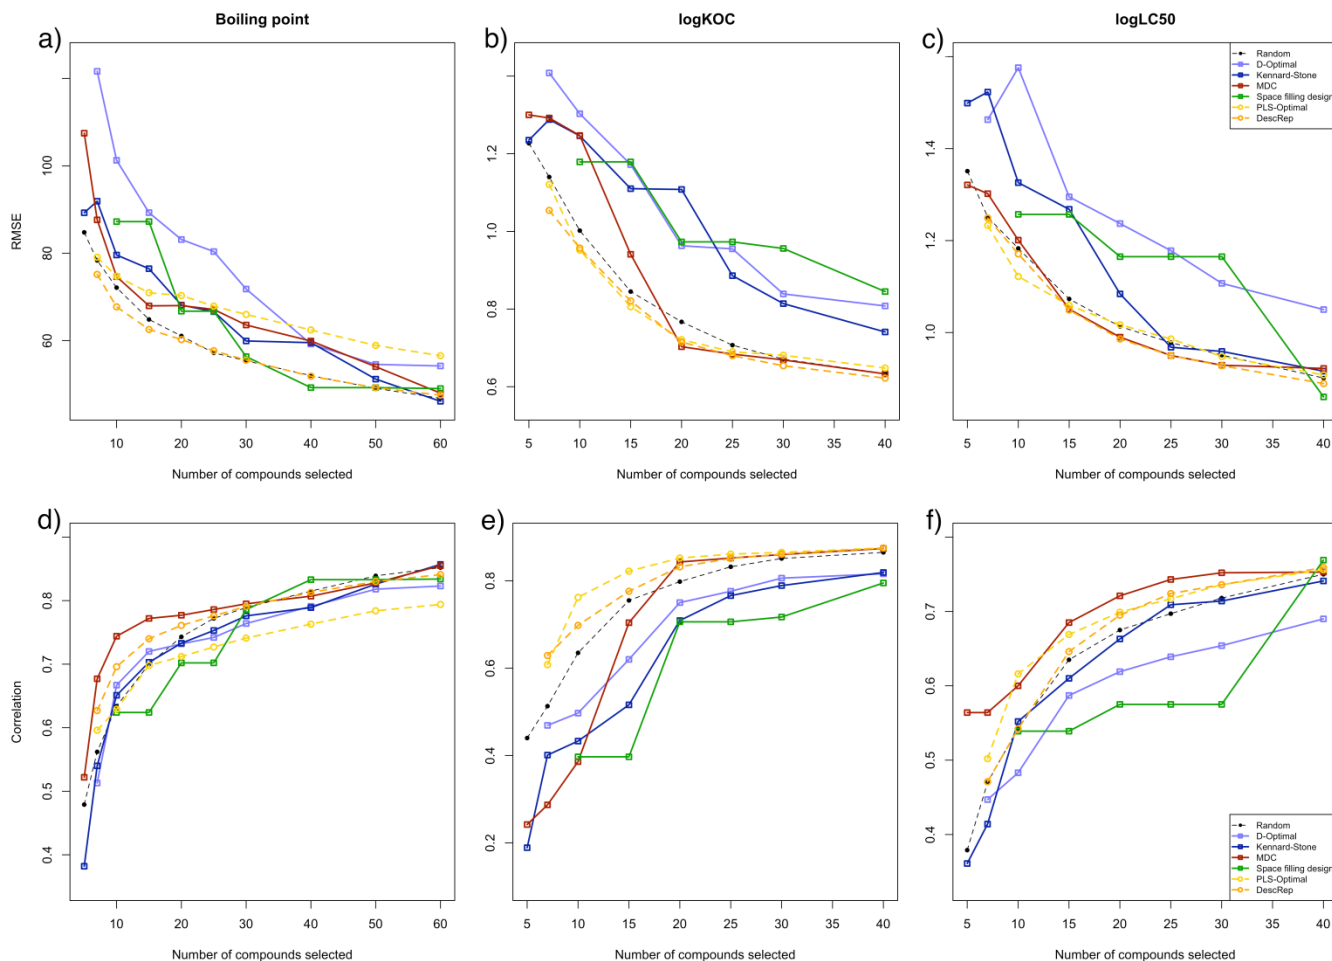 Boiling point
logKOC
logLC50
a)
b)
c)
RMSE
100
80
60
10 20 30 40 50 60
Number of compounds selected
1.2
1.0
0.8
0.6
5 10 15 20 25 30 40
Number of compounds selected
1.4
1.2
1.0
5 10 15 20 25 30 35 40
Number of compounds selected
Random
D-Optimal
Kennard-Stone
MDC
Space filling design
PLS-Optimal
DescRep
d)
e)
f)
Correlation
0.8
0.7
0.6
0.5
0.4
10 20 30 40 50 60
Number of compounds selected
0.8
0.6
0.4
0.2
5 10 15 20 25 30 40
Number of compounds selected
0.7
0.6
0.5
0.4
5 10 15 20 25 30 35 40
Number of compounds selected
Random
D-Optimal
Kennard-Stone
MDC
Space filling design
PLS-Optimal
DescRep